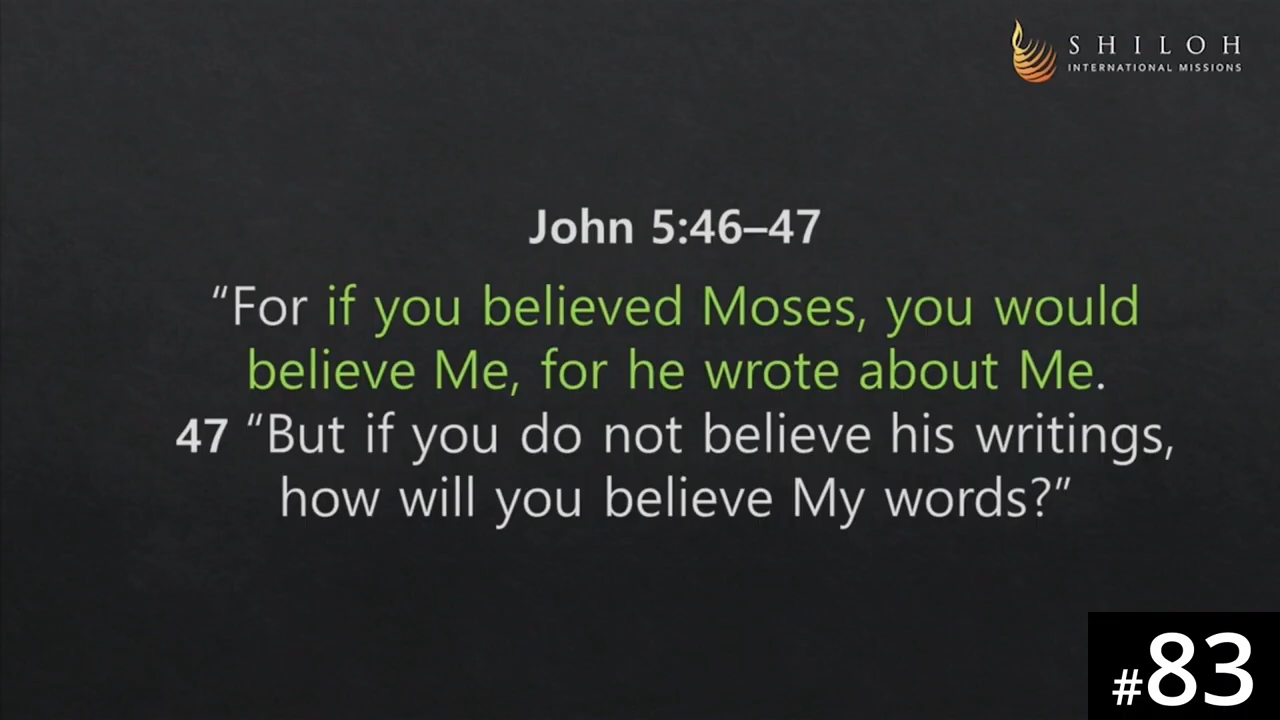 SHILOH
INTERNATIONAL MISSIONS
John 5:46–47
“For if you believed Moses, you would
believe Me, for he wrote about Me.
47 “But if you do not believe his writings,
how will you believe My words?”
#83